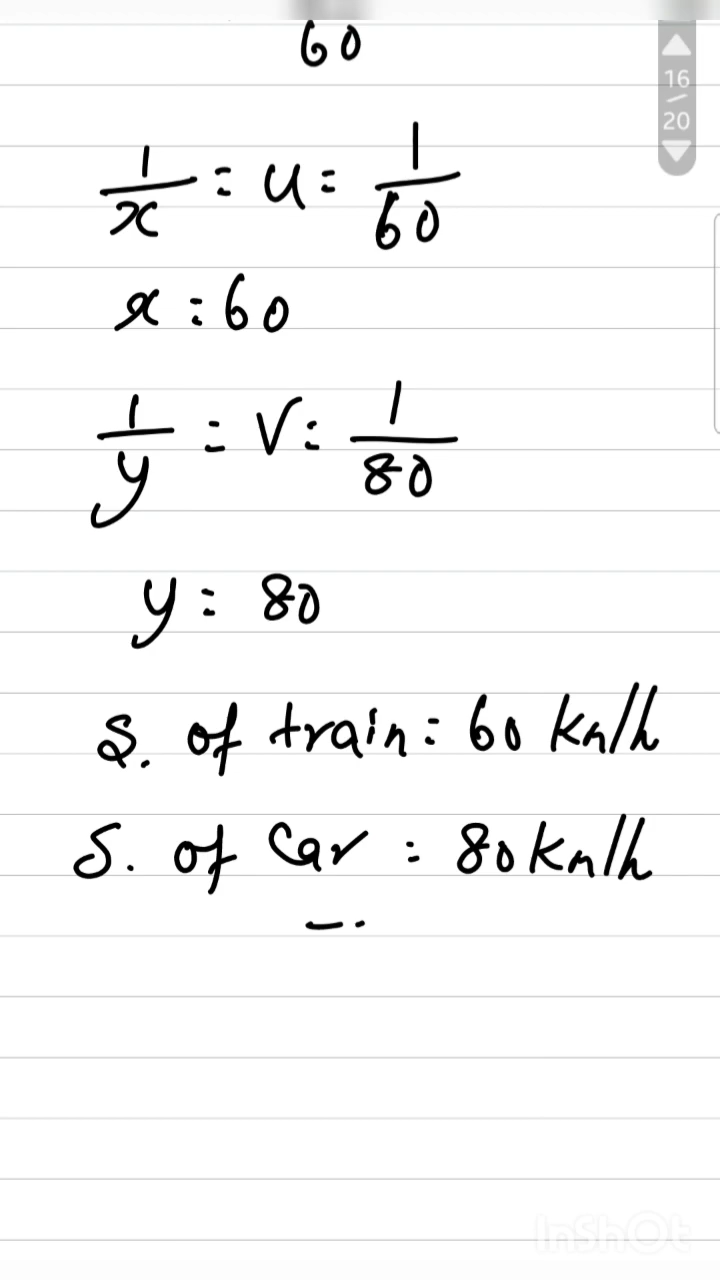 60
16
20
1/x = u = 1/60
x = 60
1/y = v = 1/80
y = 80
S. of train = 60 km/h
S. of car = 80 km/h
InShOt